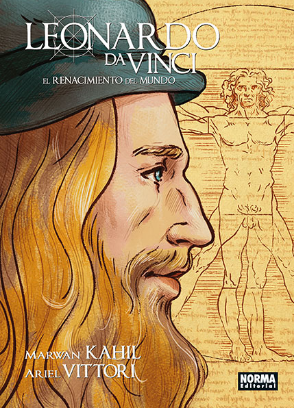 LEONARDO
DA VINCI
EL RENACIMIENTO DEL MUNDO
MARWAN KAHIL
ARIEL VITTORI
NORMA
Editorial